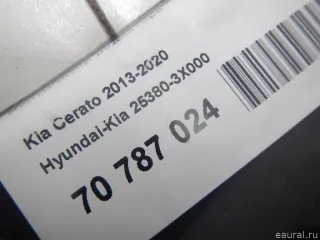 Kia Cerato 2013-2020
Hyundai-Kia 25380-3X000
70 787 024
eaural.ru